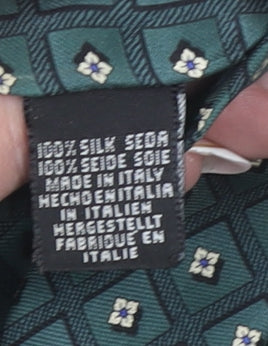 100% SILK SEDA
100% SEIDE SOIE
MADE IN ITALY
HECHO EN ITALIA
IN ITALIEN
HERGESTELLT
FABRIQUE EN
ITALIE